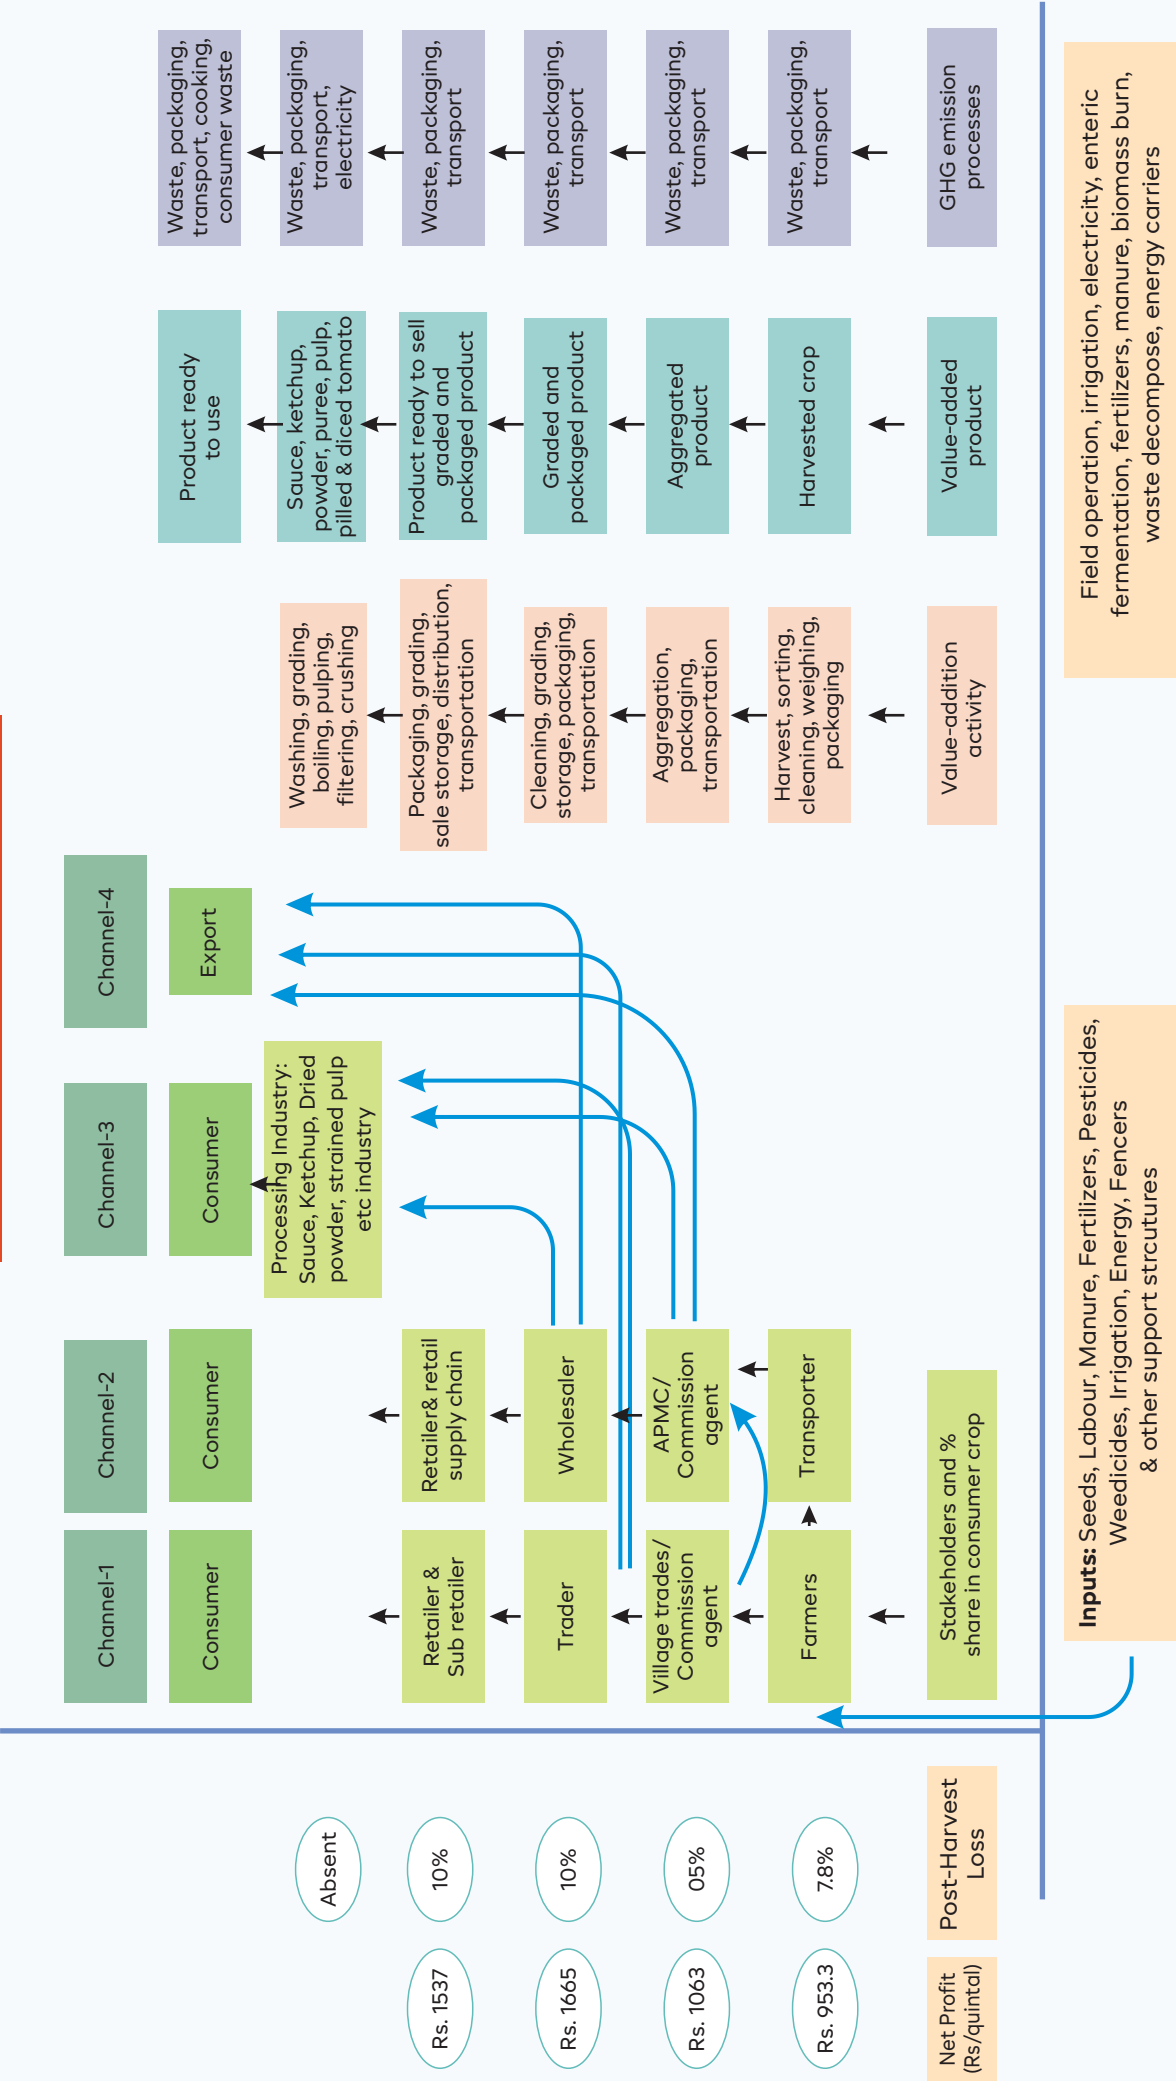 Channel-1
Channel-2
Channel-3
Channel-4
Consumer
Consumer
Consumer
Export
Product ready
to use
Waste, packaging,
transport, cooking,
consumer waste
Absent
Processing Industry:
Sauce, Ketchup, Dried
powder, strained pulp
etc industry
Washing, grading,
boiling, pulping,
filtering, crushing
Sauce, ketchup,
powder, puree, pulp,
pilled & diced tomato
Waste, packaging,
transport,
electricity
Rs. 1537
10%
Retailer &
Sub retailer
Retailer& retail
supply chain
Packaging, grading,
sale storage, distribution,
transportation
Product ready to sell
graded and
packaged product
Waste, packaging,
transport
Rs. 1665
10%
Trader
Wholesaler
Cleaning, grading,
storage, packaging,
transportation
Graded and
packaged product
Waste, packaging,
transport
Rs. 1063
05%
Village trades/
Commission
agent
APMC/
Commission
agent
Aggregation,
packaging,
transportation
Aggregated
product
Waste, packaging,
transport
Rs. 953.3
7.8%
Farmers
Transporter
Harvest, sorting,
cleaning, weighing,
packaging
Harvested crop
Waste, packaging,
transport
Net Profit
(Rs/quintal)
Post-Harvest
Loss
Stakeholders and %
share in consumer crop
Value-addition
activity
Value-added
product
GHG emission
processes
Inputs: Seeds, Labour, Manure, Fertilizers, Pesticides,
Weedicides, Irrigation, Energy, Fencers
& other support strcutures
Field operation, irrigation, electricity, enteric
fermentation, fertilizers, manure, biomass burn,
waste decompose, energy carriers